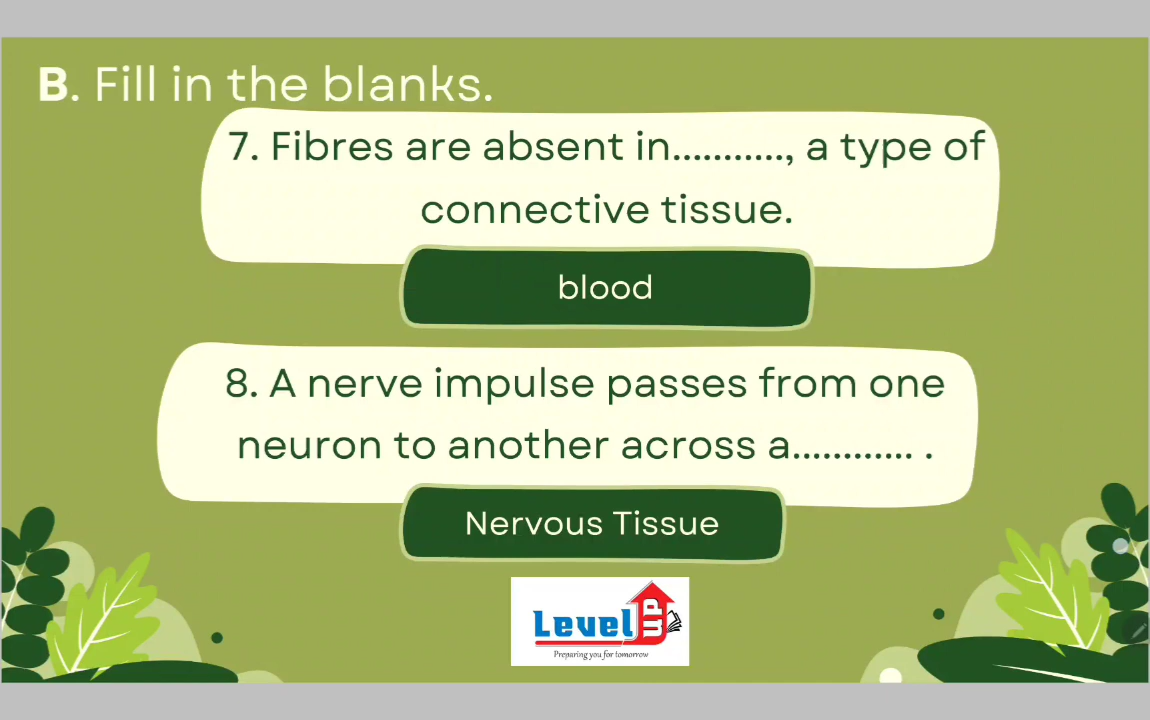 B. Fill in the blanks.
7. Fibres are absent in..........., a type of
connective tissue.
blood
8. A nerve impulse passes from one
neuron to another across a............ .
Nervous Tissue
Level UP
Preparing you for tomorrow